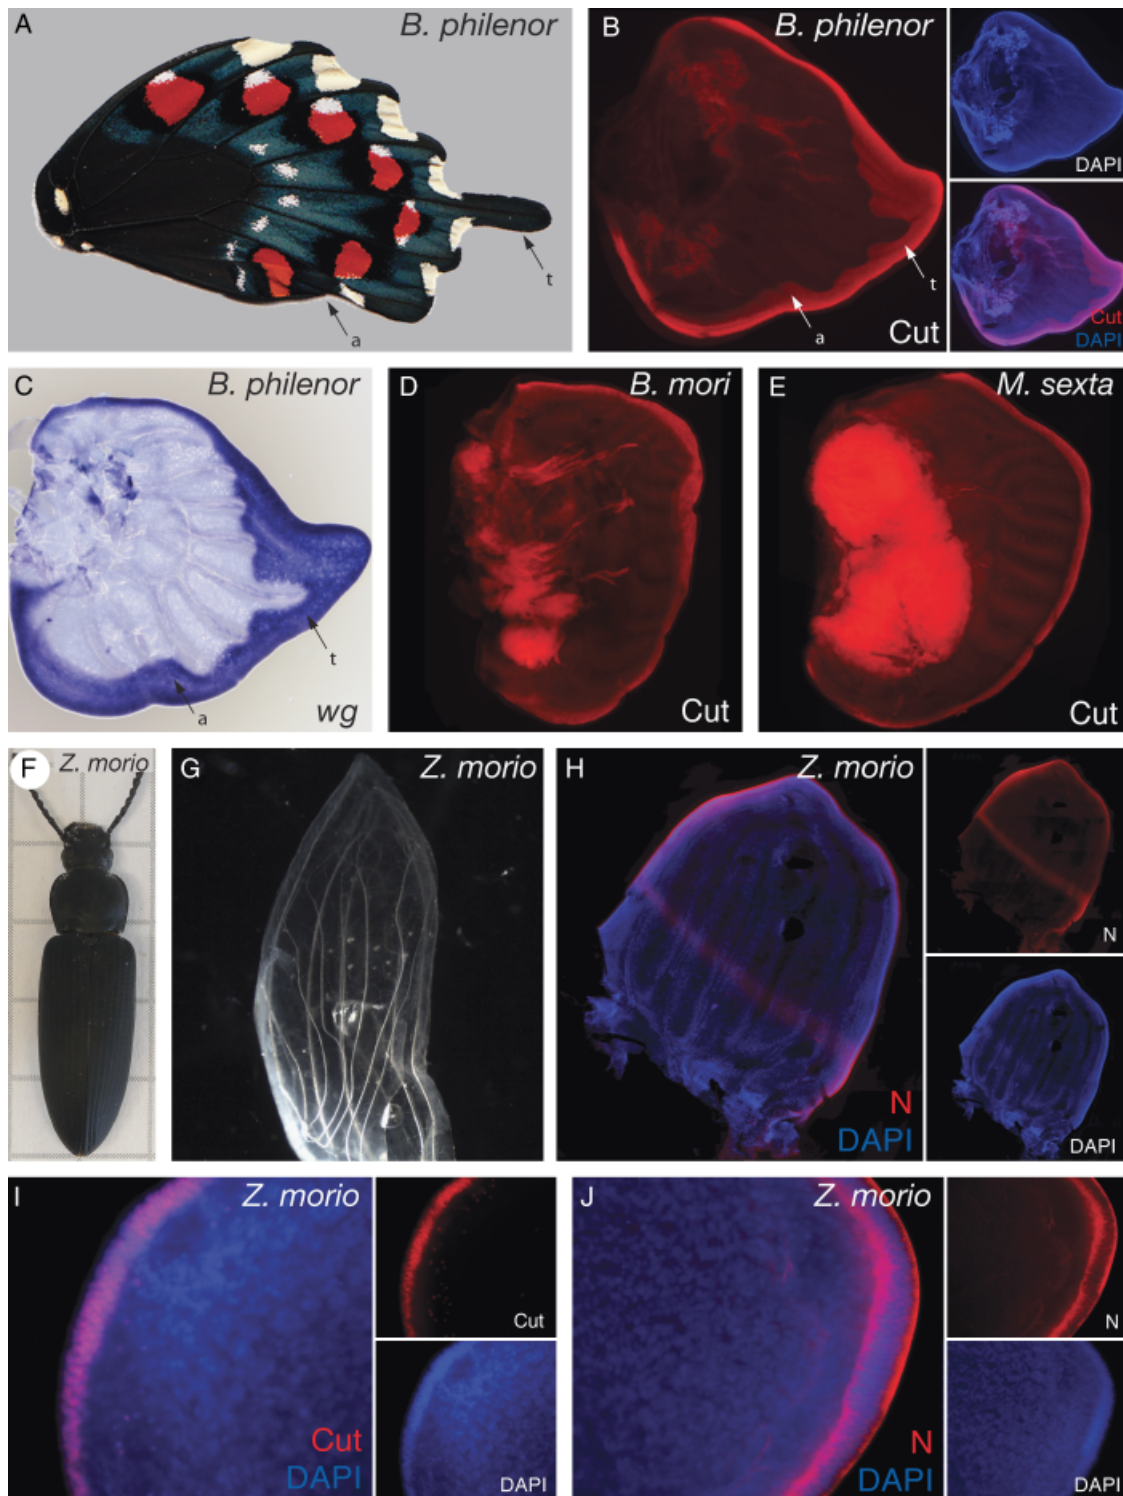 A
B. philenor
t
a
B
B. philenor
t
a
Cut
DAPI
Cut
DAPI
C
B. philenor
t
a
wg
D
B. mori
Cut
E
M. sexta
Cut
F
Z. morio
G
Z. morio
H
Z. morio
N
DAPI
N
DAPI
I
Z. morio
Cut
DAPI
Cut
DAPI
J
Z. morio
N
DAPI
N
DAPI